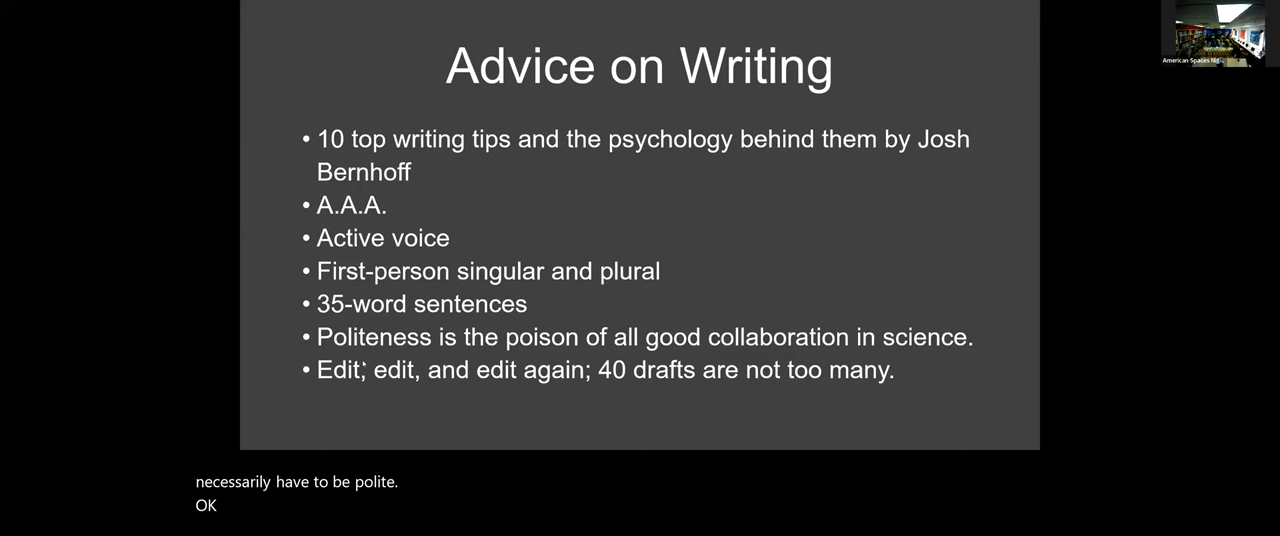 American Spaces
Advice on Writing
• 10 top writing tips and the psychology behind them by Josh
Bernhoff
• A.A.A.
• Active voice
• First-person singular and plural
• 35-word sentences
• Politeness is the poison of all good collaboration in science.
• Edit, edit, and edit again; 40 drafts are not too many.
necessarily have to be polite.
OK